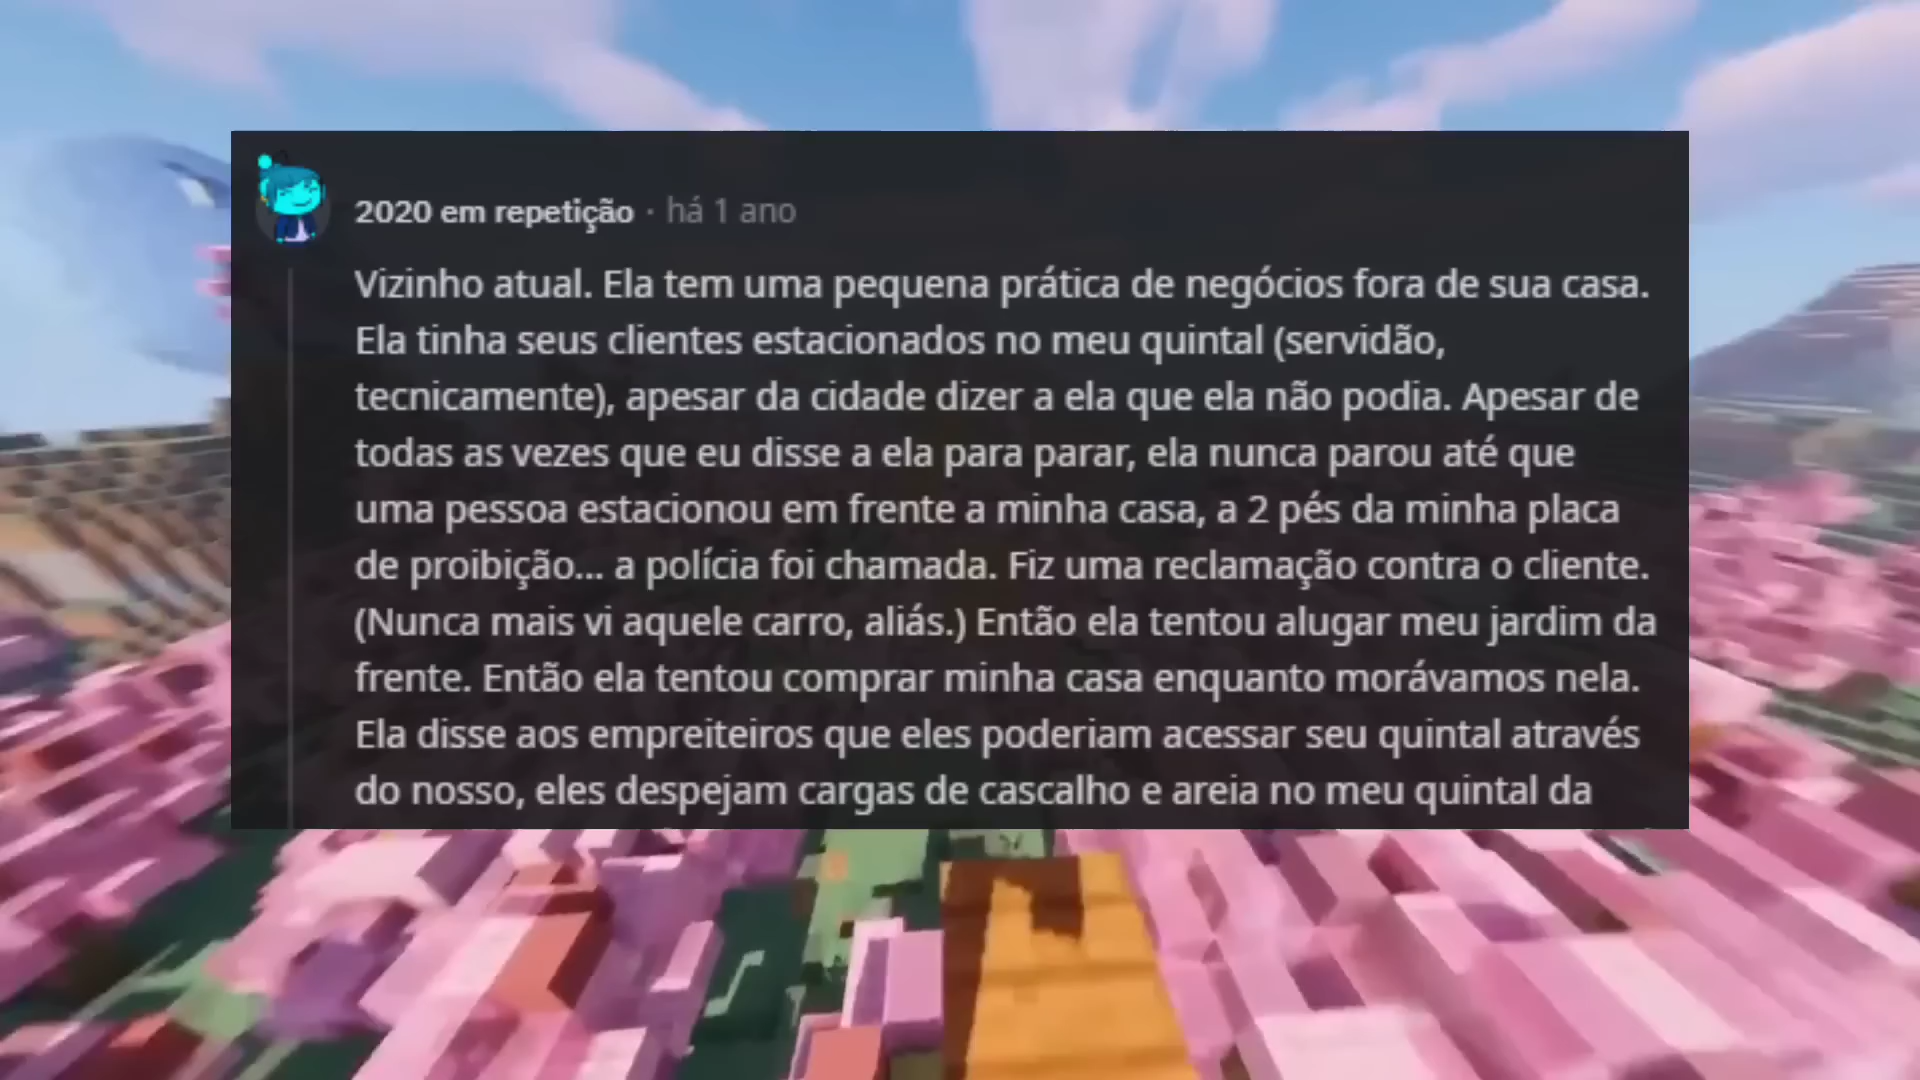 2020 em repetição · há 1 ano
Vizinho atual. Ela tem uma pequena prática de negócios fora de sua casa.
Ela tinha seus clientes estacionados no meu quintal (servidão,
tecnicamente), apesar da cidade dizer a ela que ela não podia. Apesar de
todas as vezes que eu disse a ela para parar, ela nunca parou até que
uma pessoa estacionou em frente a minha casa, a 2 pés da minha placa
de proibição... a polícia foi chamada. Fiz uma reclamação contra o cliente.
(Nunca mais vi aquele carro, aliás.) Então ela tentou alugar meu jardim da
frente. Então ela tentou comprar minha casa enquanto morávamos nela.
Ela disse aos empreiteiros que eles poderiam acessar seu quintal através
do nosso, eles despejam cargas de cascalho e areia no meu quintal da